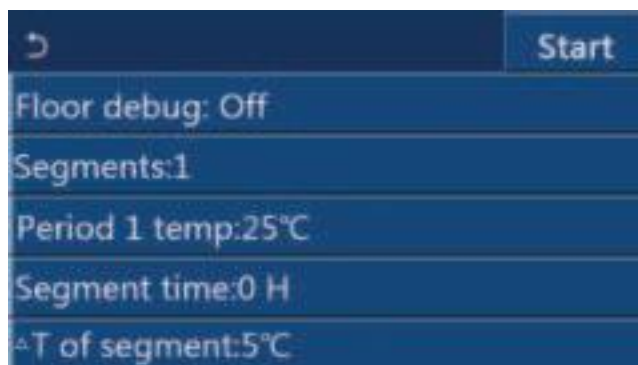 Start
Floor debug: Off
Segments:1
Period 1 temp:25℃
Segment time:0 H
△T of segment:5℃